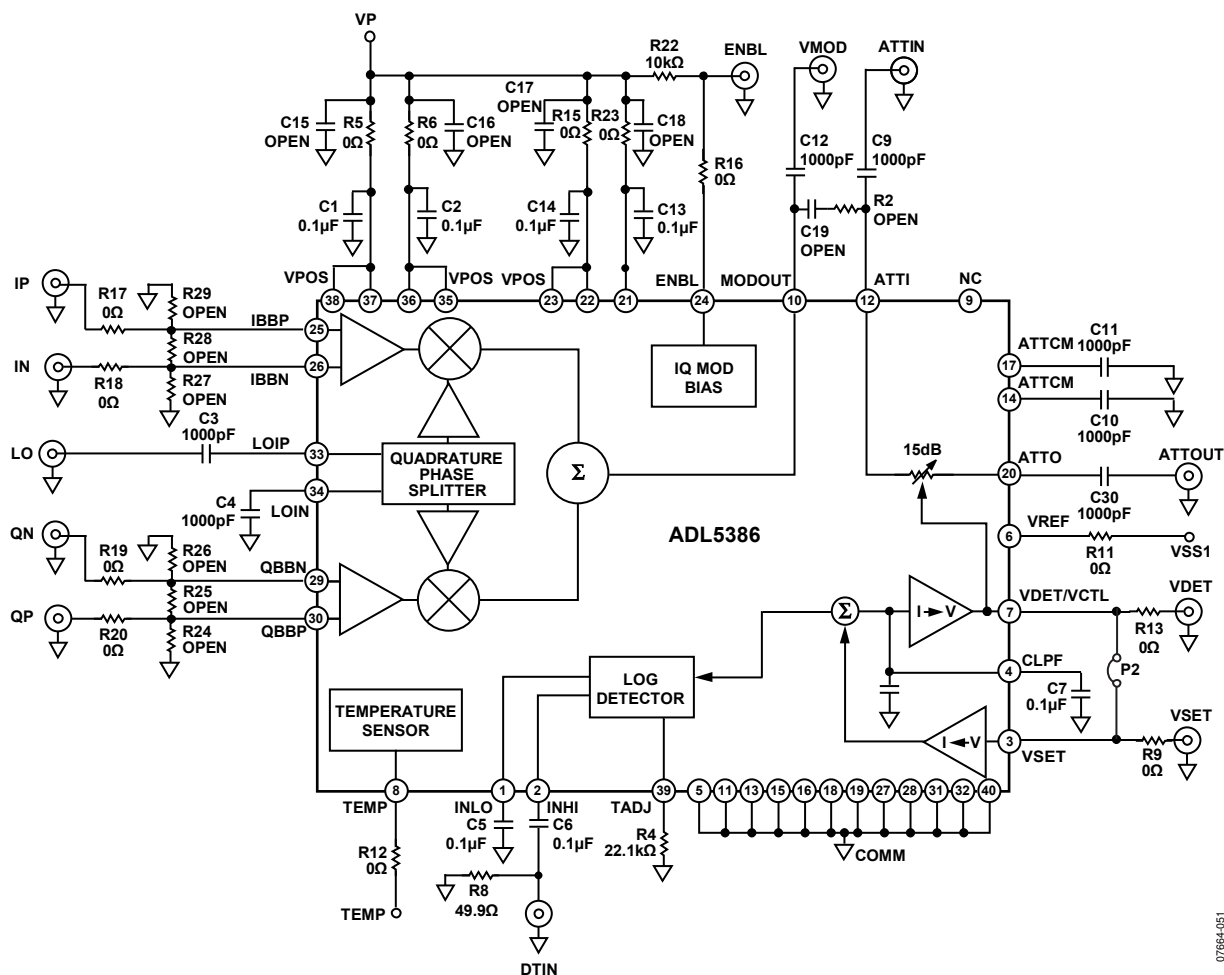 VP
R22
10kΩ
ENBL
VMOD
ATTIN
C15
OPEN
R5
0Ω
R6
0Ω
C16
OPEN
C17
OPEN
R15
0Ω
R23
0Ω
C18
OPEN
R16
0Ω
C12
1000pF
C9
1000pF
C19
OPEN
R2
OPEN
C1
0.1µF
C2
0.1µF
C14
0.1µF
C13
0.1µF
VPOS
VPOS
VPOS
ENBL
MODOUT
ATTI
NC
38
37
36
35
23
22
21
24
10
12
9
IP
R17
0Ω
R29
OPEN
IBBP
25
R28
OPEN
IN
R18
0Ω
R27
OPEN
IBBN
26
IQ MOD
BIAS
17
ATTCM
C11
1000pF
14
ATTCM
C10
1000pF
LO
C3
1000pF
LOIP
33
QUADRATURE
PHASE
SPLITTER
Σ
15dB
20
ATTO
C30
1000pF
ATTOUT
C4
1000pF
LOIN
34
ADL5386
6
VREF
R11
0Ω
VSS1
QN
R19
0Ω
R26
OPEN
QBBN
29
R25
OPEN
QP
R20
0Ω
R24
OPEN
QBBP
30
Σ
I
V
7
VDET/VCTL
VDET
R13
0Ω
4
CLPF
C7
0.1µF
P2
LOG
DETECTOR
TEMPERATURE
SENSOR
I
V
3
VSET
VSET
R9
0Ω
8
1
2
39
5
11
13
15
16
18
19
27
28
31
32
40
TEMP
INLO
INHI
TADJ
C5
0.1µF
C6
0.1µF
R4
22.1kΩ
COMM
R12
0Ω
R8
49.9Ω
TEMP
DTIN
07664-051